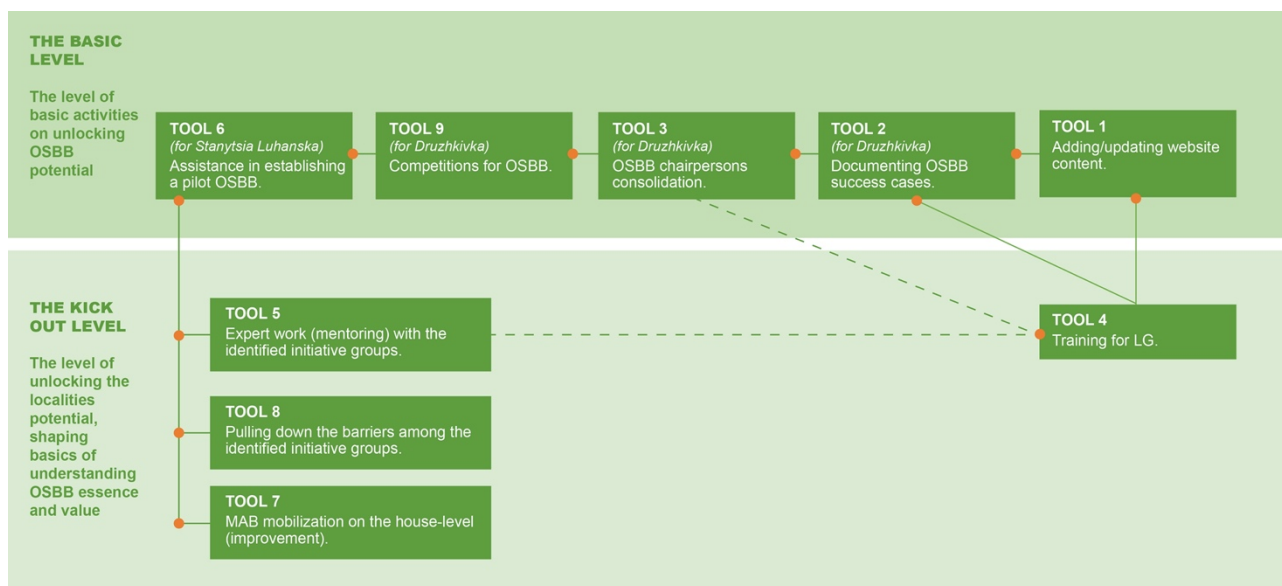 THE BASIC
LEVEL
The level of
basic activities
on unlocking
OSBB
potential
TOOL 6
(for Stanytsia Luhanska)
Assistance in establishing
a pilot OSBB.
TOOL 9
(for Druzhkivka)
Competitions for OSBB.
TOOL 3
(for Druzhkivka)
OSBB chairpersons
consolidation.
TOOL 2
(for Druzhkivka)
Documenting OSBB
success cases.
TOOL 1
Adding/updating website
content.
THE KICK
OUT LEVEL
The level of
unlocking the
localities
potential,
shaping
basics of
understanding
OSBB essence
and value
TOOL 5
Expert work (mentoring) with the
identified initiative groups.
TOOL 4
Training for LG.
TOOL 8
Pulling down the barriers among the
identified initiative groups.
TOOL 7
MAB mobilization on the house-level
(improvement).